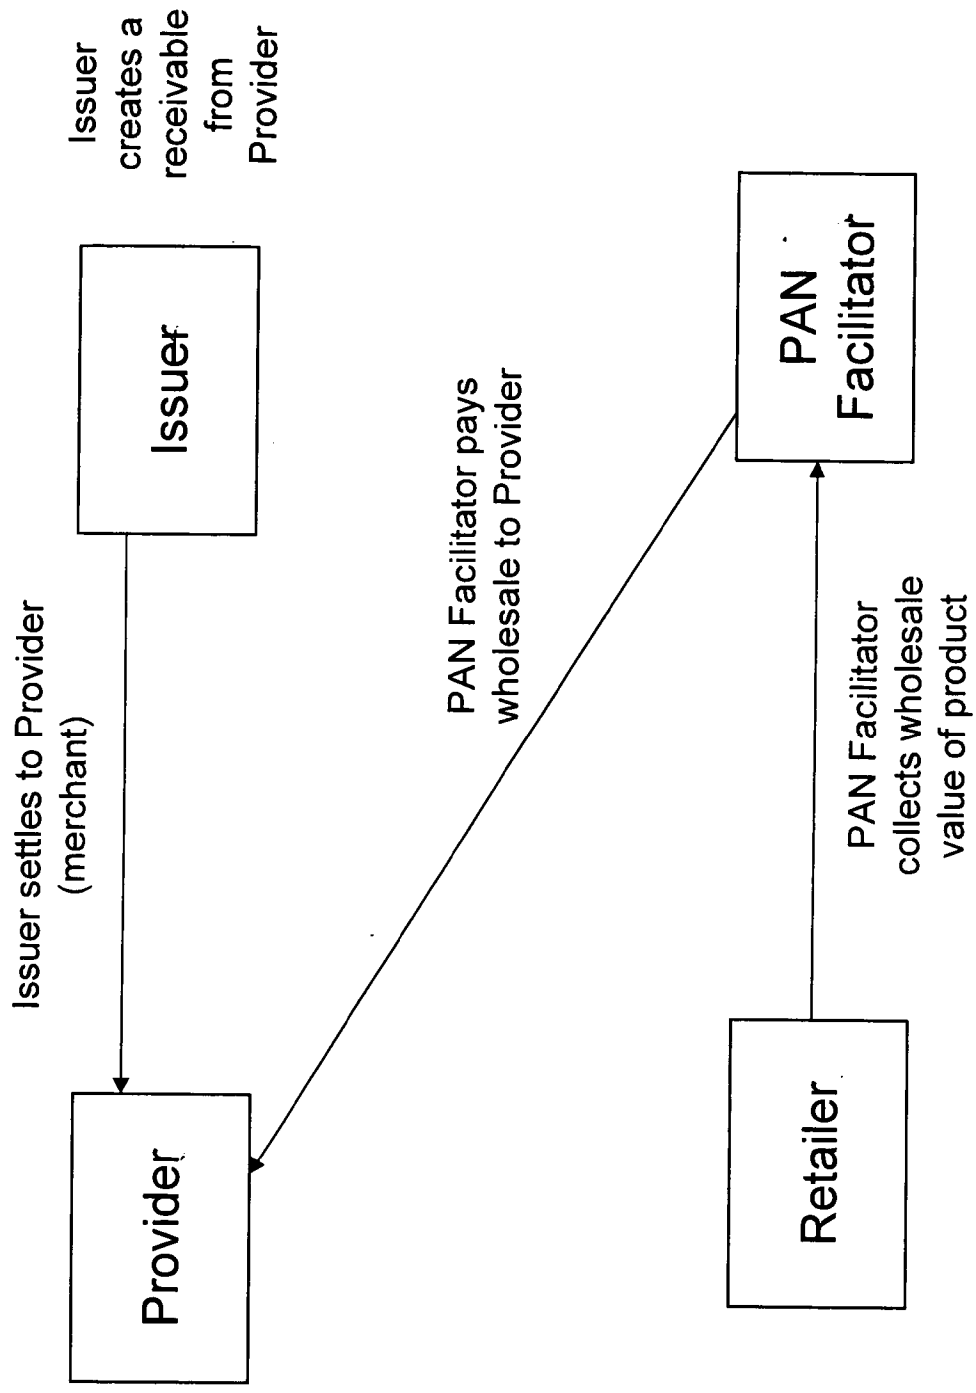 Issuer settles to Provider
(merchant)
Issuer
creates a
receivable
from
Provider
Provider
Issuer
PAN Facilitator pays
wholesale to Provider
Retailer
PAN Facilitator
collects wholesale
value of product
PAN
Facilitator